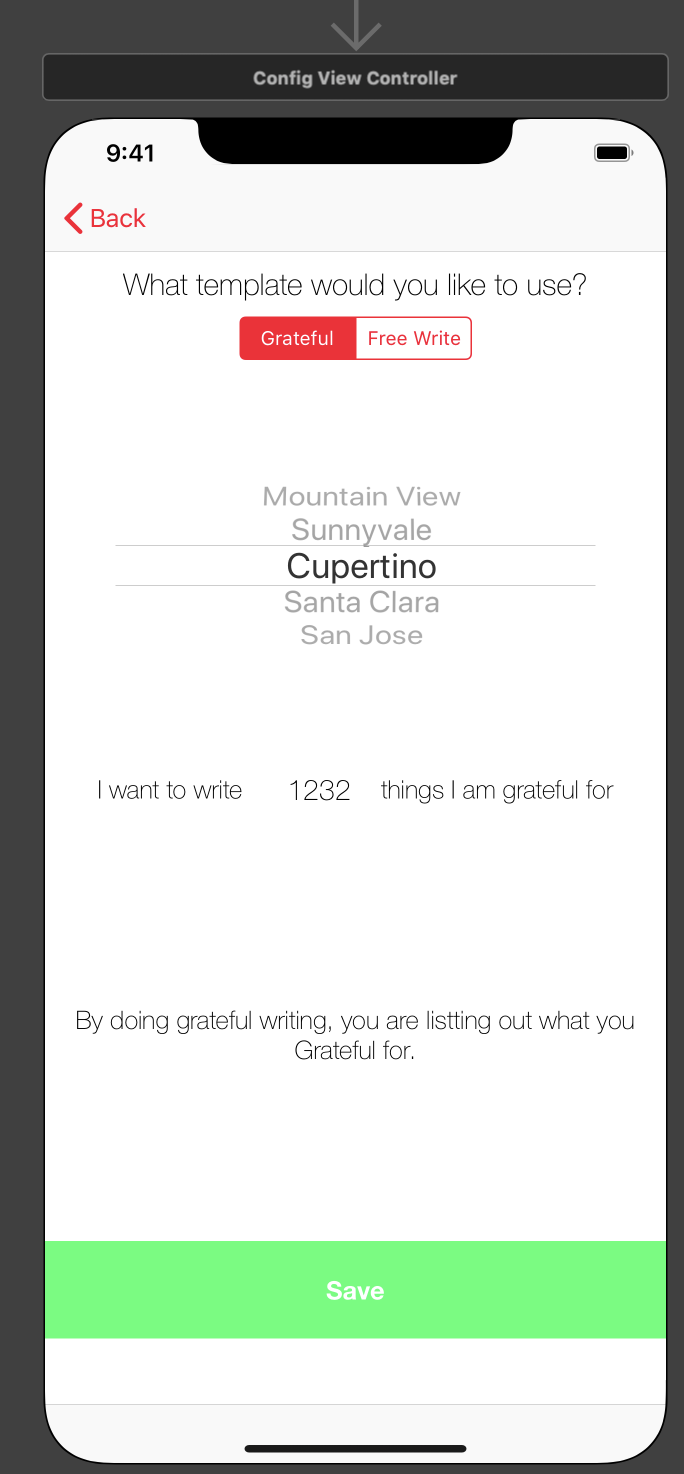 Config View Controller
9:41
Back
What template would you like to use?
Grateful Free Write
Mountain View
Sunnyvale
Cupertino
Santa Clara
San Jose
I want to write 1232 things I am grateful for
By doing grateful writing, you are listting out what you
Grateful for.
Save